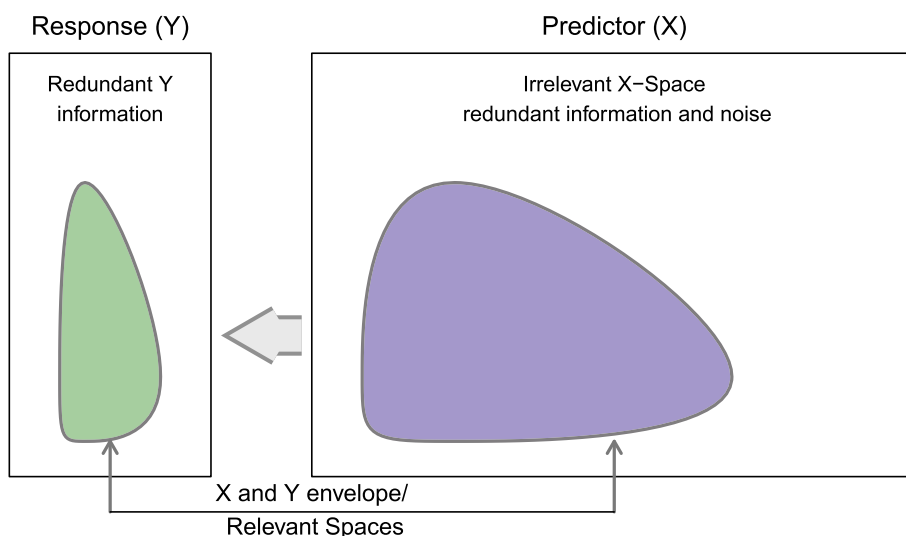 Response (Y)
Predictor (X)
Redundant Y
information
Irrelevant X−Space
redundant information and noise
X and Y envelope/
Relevant Spaces